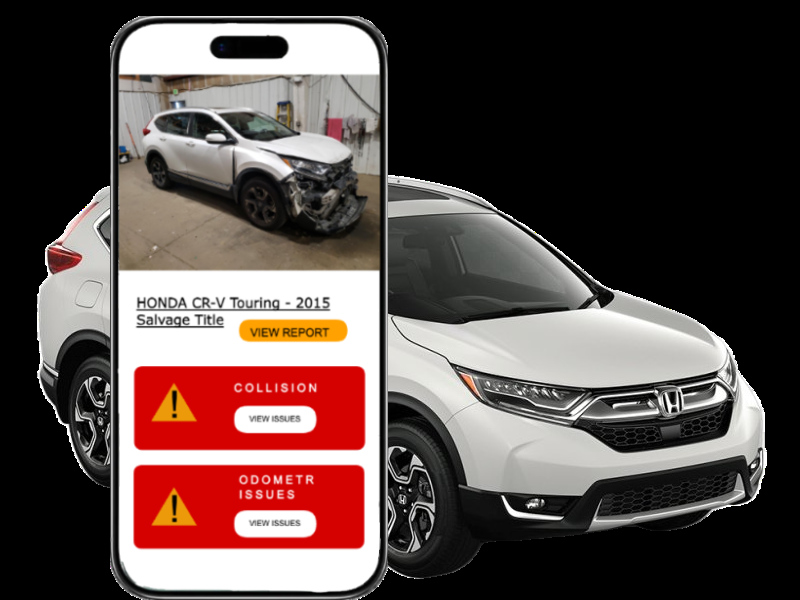 HONDA CR-V Touring - 2015
Salvage Title
VIEW REPORT
COLLISION
VIEW ISSUES
ODOMETR
ISSUES
VIEW ISSUES